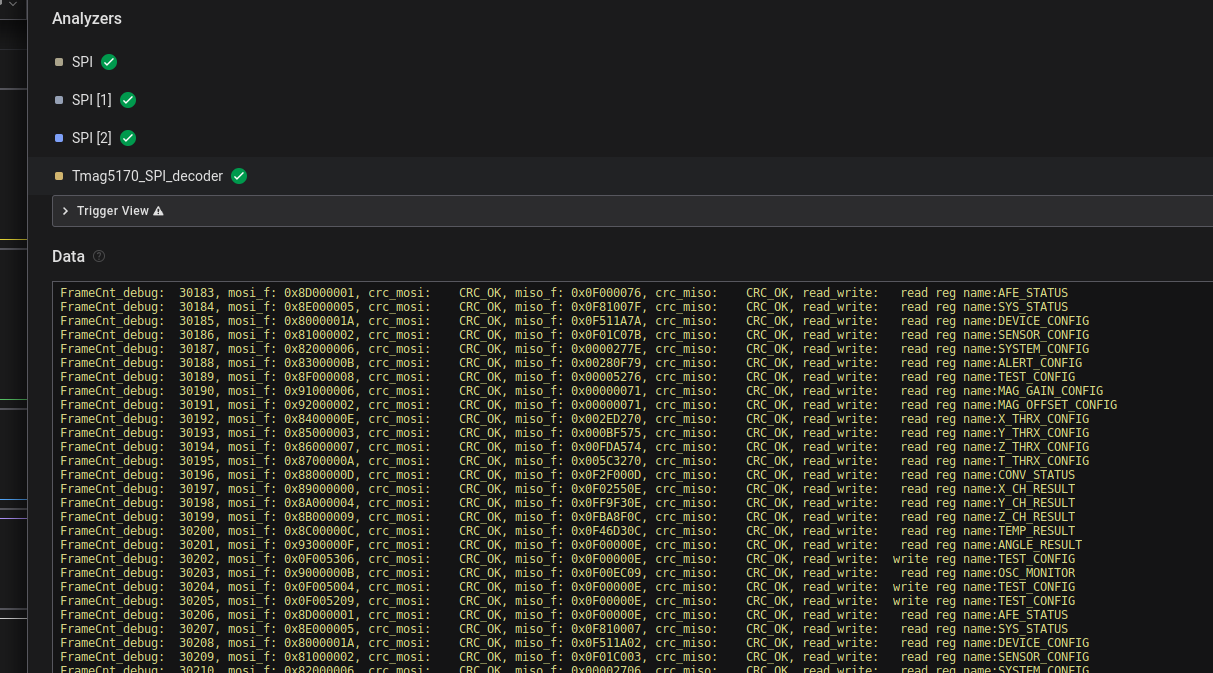 Analyzers
SPI
SPI [1]
SPI [2]
Tmag5170_SPI_decoder
Trigger View
Data
FrameCnt_debug:  30183, mosi_f: 0x8D000001, crc_mosi:    CRC_OK, miso_f: 0x0F000076, crc_miso:    CRC_OK, read_write:   read reg name:AFE_STATUS
FrameCnt_debug:  30184, mosi_f: 0x8E000005, crc_mosi:    CRC_OK, miso_f: 0x0F81007F, crc_miso:    CRC_OK, read_write:   read reg name:SYS_STATUS
FrameCnt_debug:  30185, mosi_f: 0x8000001A, crc_mosi:    CRC_OK, miso_f: 0x0F511A7A, crc_miso:    CRC_OK, read_write:   read reg name:DEVICE_CONFIG
FrameCnt_debug:  30186, mosi_f: 0x81000002, crc_mosi:    CRC_OK, miso_f: 0x0F01C07B, crc_miso:    CRC_OK, read_write:   read reg name:SENSOR_CONFIG
FrameCnt_debug:  30187, mosi_f: 0x82000006, crc_mosi:    CRC_OK, miso_f: 0x0000277E, crc_miso:    CRC_OK, read_write:   read reg name:SYSTEM_CONFIG
FrameCnt_debug:  30188, mosi_f: 0x8300000B, crc_mosi:    CRC_OK, miso_f: 0x00280F79, crc_miso:    CRC_OK, read_write:   read reg name:ALERT_CONFIG
FrameCnt_debug:  30189, mosi_f: 0x8F000008, crc_mosi:    CRC_OK, miso_f: 0x00005276, crc_miso:    CRC_OK, read_write:   read reg name:TEST_CONFIG
FrameCnt_debug:  30190, mosi_f: 0x91000006, crc_mosi:    CRC_OK, miso_f: 0x00000071, crc_miso:    CRC_OK, read_write:   read reg name:MAG_GAIN_CONFIG
FrameCnt_debug:  30191, mosi_f: 0x92000002, crc_mosi:    CRC_OK, miso_f: 0x00000071, crc_miso:    CRC_OK, read_write:   read reg name:MAG_OFFSET_CONFIG
FrameCnt_debug:  30192, mosi_f: 0x8400000E, crc_mosi:    CRC_OK, miso_f: 0x002ED270, crc_miso:    CRC_OK, read_write:   read reg name:X_THRX_CONFIG
FrameCnt_debug:  30193, mosi_f: 0x85000003, crc_mosi:    CRC_OK, miso_f: 0x000BF575, crc_miso:    CRC_OK, read_write:   read reg name:Y_THRX_CONFIG
FrameCnt_debug:  30194, mosi_f: 0x86000007, crc_mosi:    CRC_OK, miso_f: 0x00FDA574, crc_miso:    CRC_OK, read_write:   read reg name:Z_THRX_CONFIG
FrameCnt_debug:  30195, mosi_f: 0x8700000A, crc_mosi:    CRC_OK, miso_f: 0x005C3270, crc_miso:    CRC_OK, read_write:   read reg name:T_THRX_CONFIG
FrameCnt_debug:  30196, mosi_f: 0x8800000D, crc_mosi:    CRC_OK, miso_f: 0x0F2F000D, crc_miso:    CRC_OK, read_write:   read reg name:CONV_STATUS
FrameCnt_debug:  30197, mosi_f: 0x89000000, crc_mosi:    CRC_OK, miso_f: 0x0F02550E, crc_miso:    CRC_OK, read_write:   read reg name:X_CH_RESULT
FrameCnt_debug:  30198, mosi_f: 0x8A000004, crc_mosi:    CRC_OK, miso_f: 0x0FF9F30E, crc_miso:    CRC_OK, read_write:   read reg name:Y_CH_RESULT
FrameCnt_debug:  30199, mosi_f: 0x8B000009, crc_mosi:    CRC_OK, miso_f: 0x0FBA8F0C, crc_miso:    CRC_OK, read_write:   read reg name:Z_CH_RESULT
FrameCnt_debug:  30200, mosi_f: 0x8C00000C, crc_mosi:    CRC_OK, miso_f: 0x0F46D30C, crc_miso:    CRC_OK, read_write:   read reg name:TEMP_RESULT
FrameCnt_debug:  30201, mosi_f: 0x9300000F, crc_mosi:    CRC_OK, miso_f: 0x0F00000E, crc_miso:    CRC_OK, read_write:   read reg name:ANGLE_RESULT
FrameCnt_debug:  30202, mosi_f: 0x0F005306, crc_mosi:    CRC_OK, miso_f: 0x0F00000E, crc_miso:    CRC_OK, read_write:  write reg name:TEST_CONFIG
FrameCnt_debug:  30203, mosi_f: 0x9000000B, crc_mosi:    CRC_OK, miso_f: 0x0F00EC09, crc_miso:    CRC_OK, read_write:   read reg name:OSC_MONITOR
FrameCnt_debug:  30204, mosi_f: 0x0F005004, crc_mosi:    CRC_OK, miso_f: 0x0F00000E, crc_miso:    CRC_OK, read_write:  write reg name:TEST_CONFIG
FrameCnt_debug:  30205, mosi_f: 0x0F005209, crc_mosi:    CRC_OK, miso_f: 0x0F00000E, crc_miso:    CRC_OK, read_write:  write reg name:TEST_CONFIG
FrameCnt_debug:  30206, mosi_f: 0x8D000001, crc_mosi:    CRC_OK, miso_f: 0x0F00000E, crc_miso:    CRC_OK, read_write:   read reg name:AFE_STATUS
FrameCnt_debug:  30207, mosi_f: 0x8E000005, crc_mosi:    CRC_OK, miso_f: 0x0F810007, crc_miso:    CRC_OK, read_write:   read reg name:SYS_STATUS
FrameCnt_debug:  30208, mosi_f: 0x8000001A, crc_mosi:    CRC_OK, miso_f: 0x0F511A02, crc_miso:    CRC_OK, read_write:   read reg name:DEVICE_CONFIG
FrameCnt_debug:  30209, mosi_f: 0x81000002, crc_mosi:    CRC_OK, miso_f: 0x0F01C003, crc_miso:    CRC_OK, read_write:   read reg name:SENSOR_CONFIG
FrameCnt_debug:  30210, mosi_f: 0x82000006, crc_mosi:    CRC_OK, miso_f: 0x00002706, crc_miso:    CRC_OK, read_write:   read reg name:SYSTEM_CONFIG